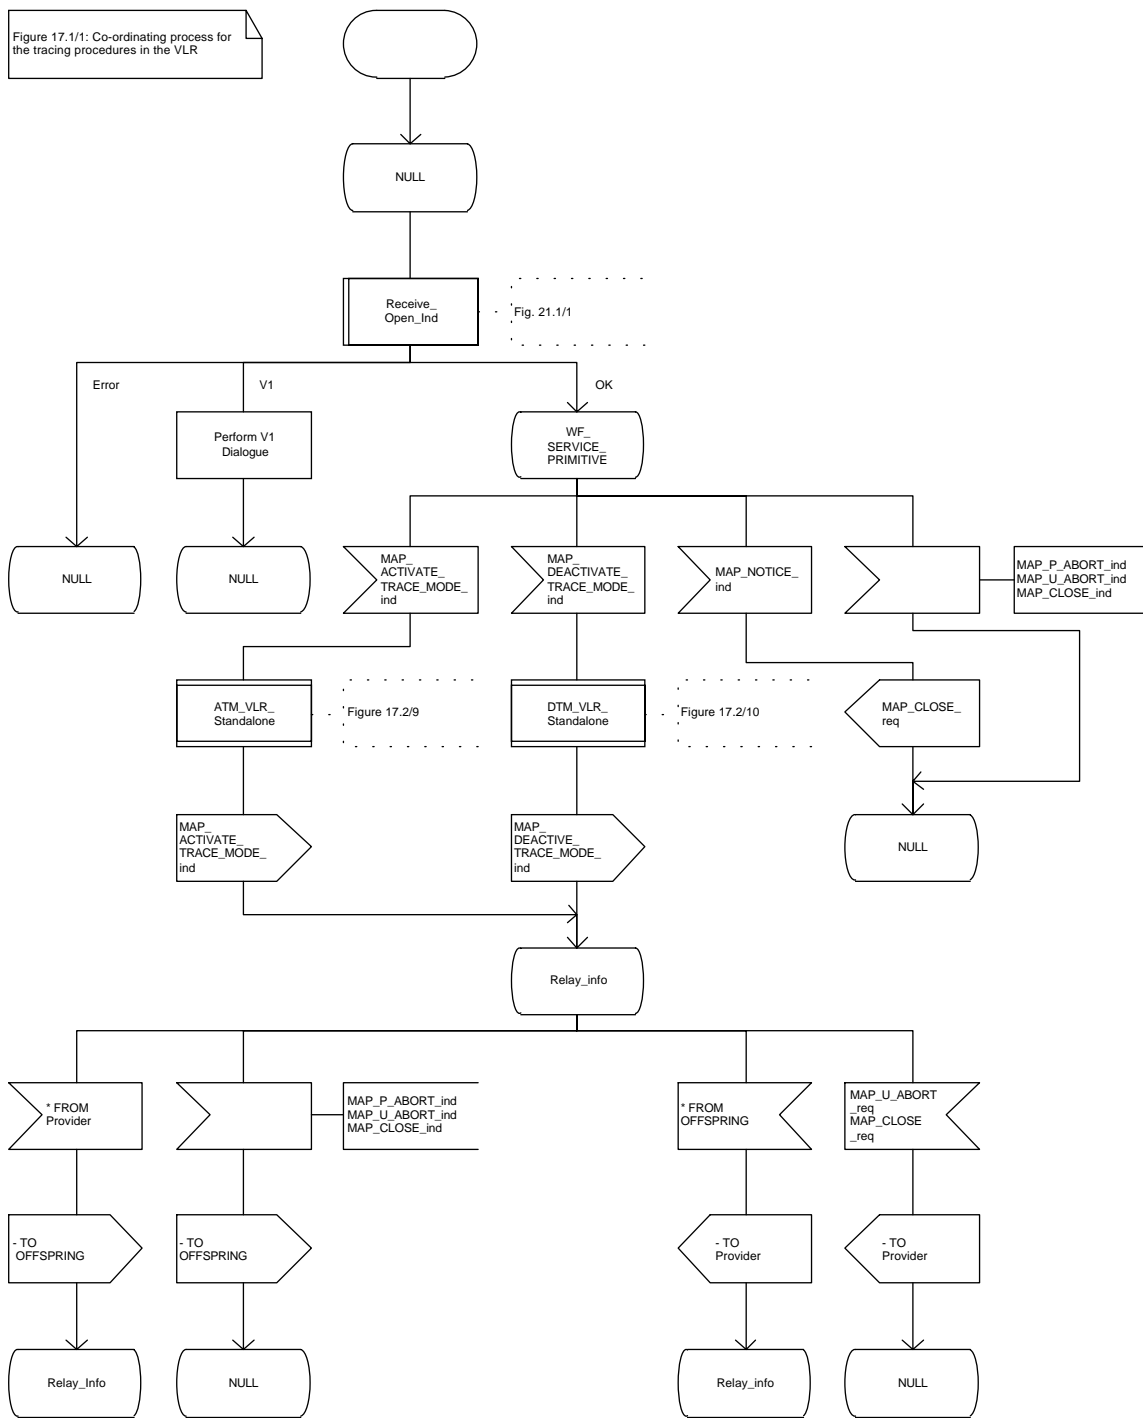 Figure 17.1/1: Co-ordinating process for
the tracing procedures in the VLR
NULL
Receive_
Open_Ind
Fig. 21.1/1
Error
V1
OK
Perform V1
Dialogue
WF_
SERVICE_
PRIMITIVE
NULL
NULL
MAP_
ACTIVATE_
TRACE_MODE_
ind
MAP_
DEACTIVATE_
TRACE_MODE_
ind
MAP_NOTICE_
ind
MAP_P_ABORT_ind
MAP_U_ABORT_ind
MAP_CLOSE_ind
ATM_VLR_
Standalone
Figure 17.2/9
DTM_VLR_
Standalone
Figure 17.2/10
MAP_CLOSE_
req
MAP_
ACTIVATE_
TRACE_MODE_
ind
MAP_
DEACTIVE_
TRACE_MODE_
ind
NULL
Relay_info
* FROM
Provider
MAP_P_ABORT_ind
MAP_U_ABORT_ind
MAP_CLOSE_ind
* FROM
OFFSPRING
MAP_U_ABORT
_req
MAP_CLOSE
_req
- TO
OFFSPRING
- TO
OFFSPRING
- TO
Provider
- TO
Provider
Relay_Info
NULL
Relay_info
NULL